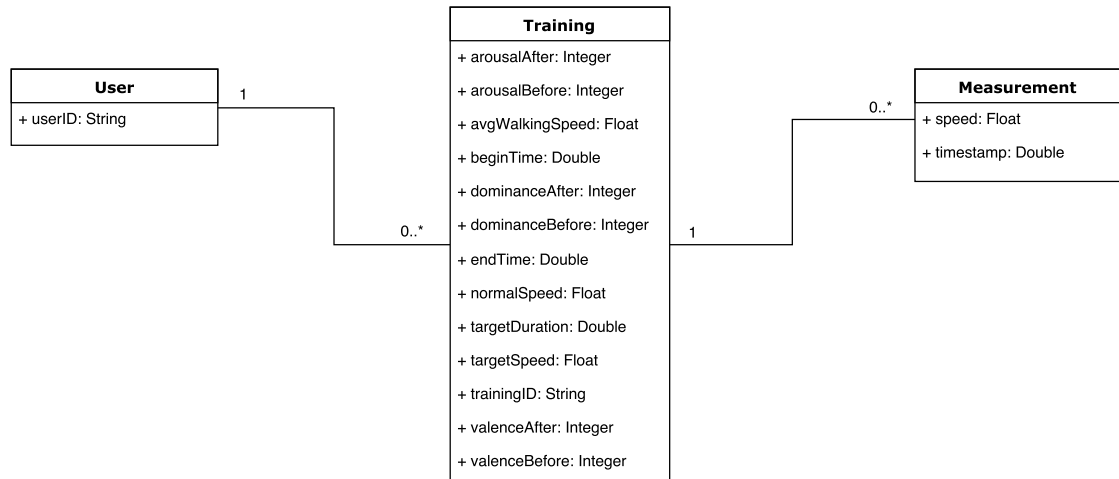 User
+ userID: String
1
0..*
Training
+ arousalAfter: Integer
+ arousalBefore: Integer
+ avgWalkingSpeed: Float
+ beginTime: Double
+ dominanceAfter: Integer
+ dominanceBefore: Integer
+ endTime: Double
+ normalSpeed: Float
+ targetDuration: Double
+ targetSpeed: Float
+ trainingID: String
+ valenceAfter: Integer
+ valenceBefore: Integer
1
0..*
Measurement
+ speed: Float
+ timestamp: Double